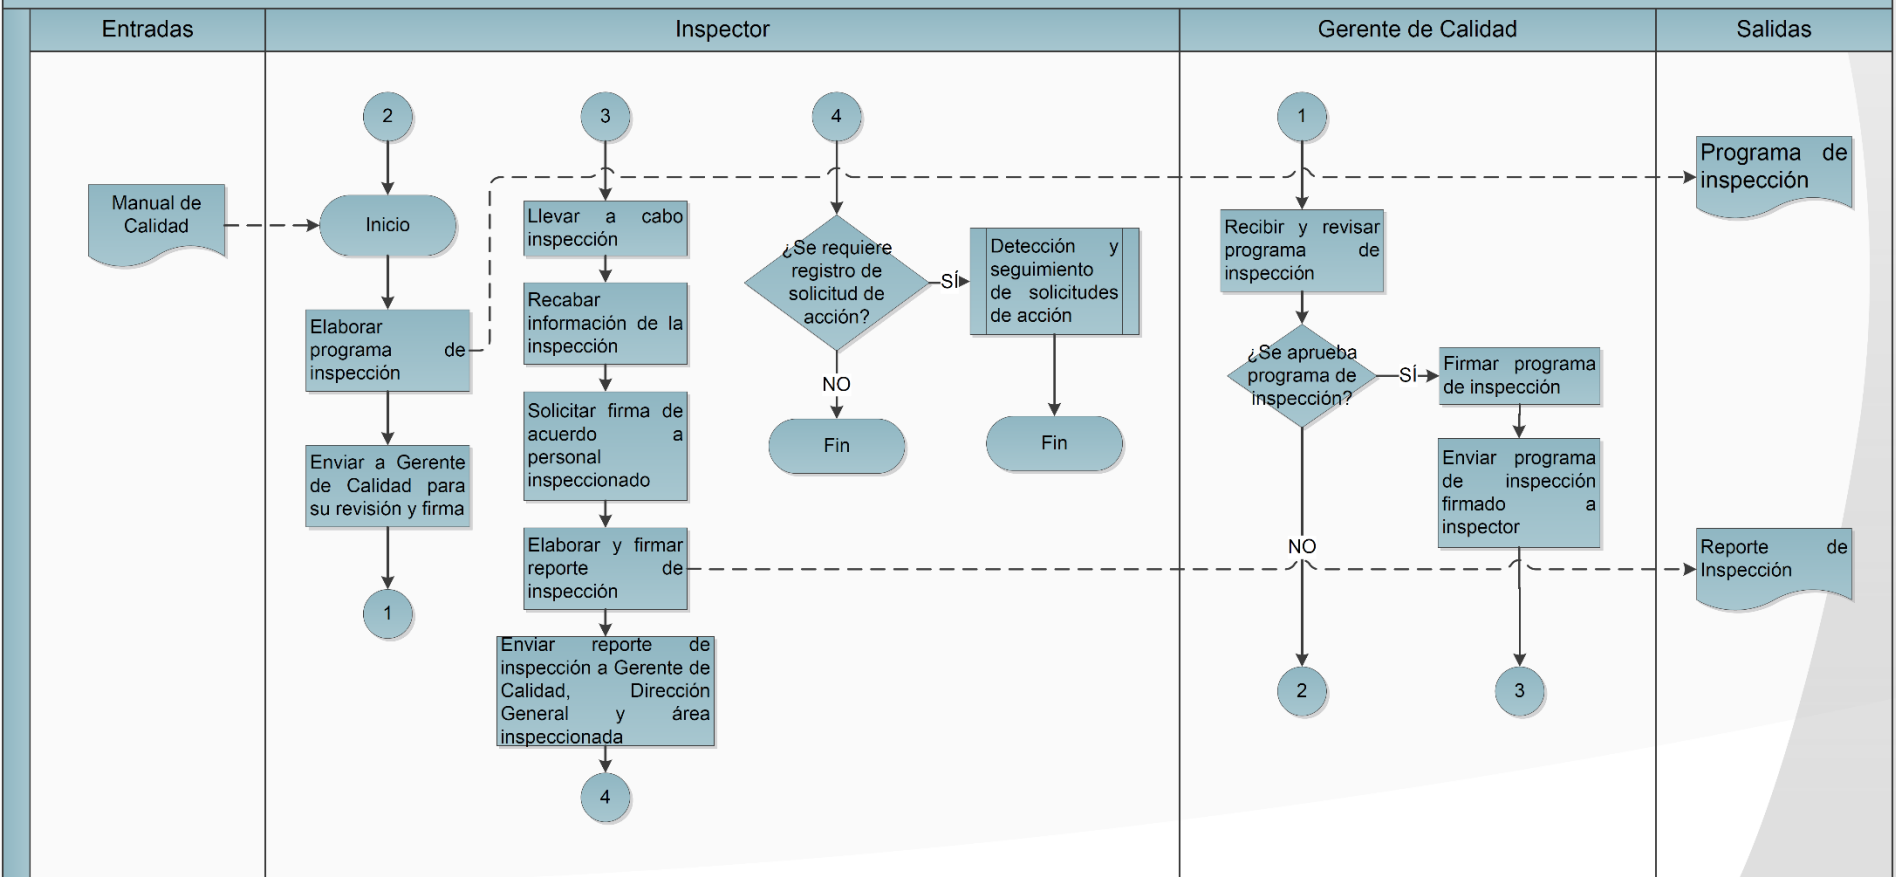 Entradas
Inspector
Gerente de Calidad
Salidas
Manual de
Calidad
2
Inicio
Elaborar
programa de
inspección
Enviar a Gerente
de Calidad para
su revisión y firma
1
3
Llevar a cabo
inspección
Recabar
información de la
inspección
Solicitar firma de
acuerdo a
personal
inspeccionado
Elaborar y firmar
reporte de
inspección
Enviar reporte de
inspección a Gerente de
Calidad, Dirección
General y área
inspeccionada
4
4
¿Se requiere
registro de
solicitud de
acción?
SÍ
NO
Fin
Detección y
seguimiento
de solicitudes
de acción
Fin
1
Recibir y revisar
programa de
inspección
¿Se aprueba
programa de
inspección?
SÍ
NO
2
Firmar programa
de inspección
Enviar programa
de inspección
firmado a
inspector
3
Programa de
inspección
Reporte de
Inspección